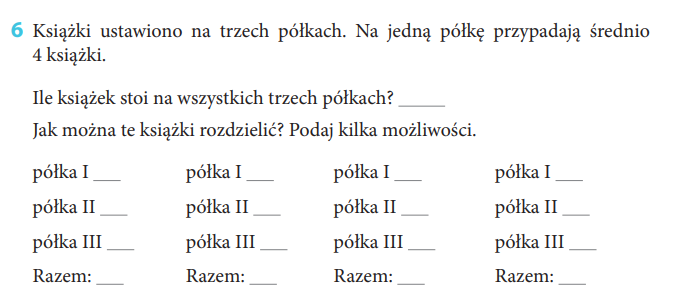 6 Książki ustawiono na trzech półkach. Na jedną półkę przypadają średnio
4 książki.
Ile książek stoi na wszystkich trzech półkach? _____
Jak można te książki rozdzielić? Podaj kilka możliwości.
półka I ___ półka I ___ półka I ___ półka I ___
półka II ___ półka II ___ półka II ___ półka II ___
półka III ___ półka III ___ półka III ___ półka III ___
Razem: ___ Razem: ___ Razem: ___ Razem: ___